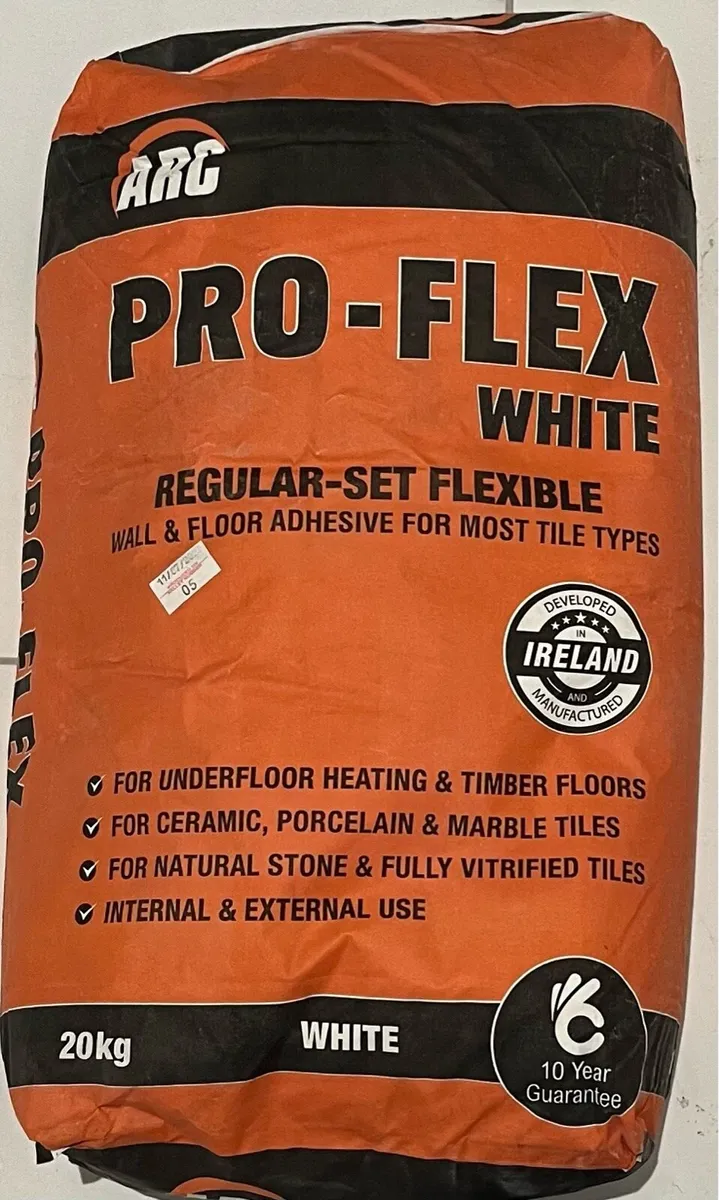 ARC
PRO-FLEX
WHITE
REGULAR-SET FLEXIBLE
WALL & FLOOR ADHESIVE FOR MOST TILE TYPES
05
DEVELOPED
IN
IRELAND
AND
MANUFACTURED
PRO-FLEX
FOR UNDERFLOOR HEATING & TIMBER FLOORS
FOR CERAMIC, PORCELAIN & MARBLE TILES
FOR NATURAL STONE & FULLY VITRIFIED TILES
INTERNAL & EXTERNAL USE
20kg
WHITE
10 Year
Guarantee